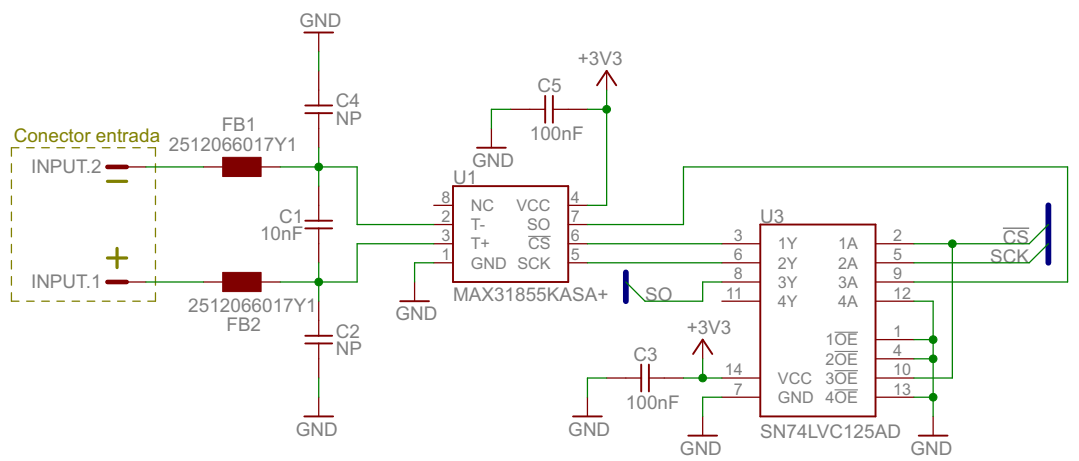 GND
C4
NP
Conector entrada
FB1
2512066017Y1
INPUT.2
C1
10nF
INPUT.1
2512066017Y1
FB2
C2
NP
GND
+3V3
C5
100nF
GND
U1
8 NC VCC 4
2 T- SO 7
3 T+ CS 6
1 GND SCK 5
MAX31855KASA+
GND
SO
U3
3 1Y 1A 2
6 2Y 2A 5
8 3Y 3A 9
11 4Y 4A 12
1OE 1
2OE 4
14 VCC 3OE 10
7 GND 4OE 13
SN74LVC125AD
CS
SCK
+3V3
C3
100nF
GND
GND
GND